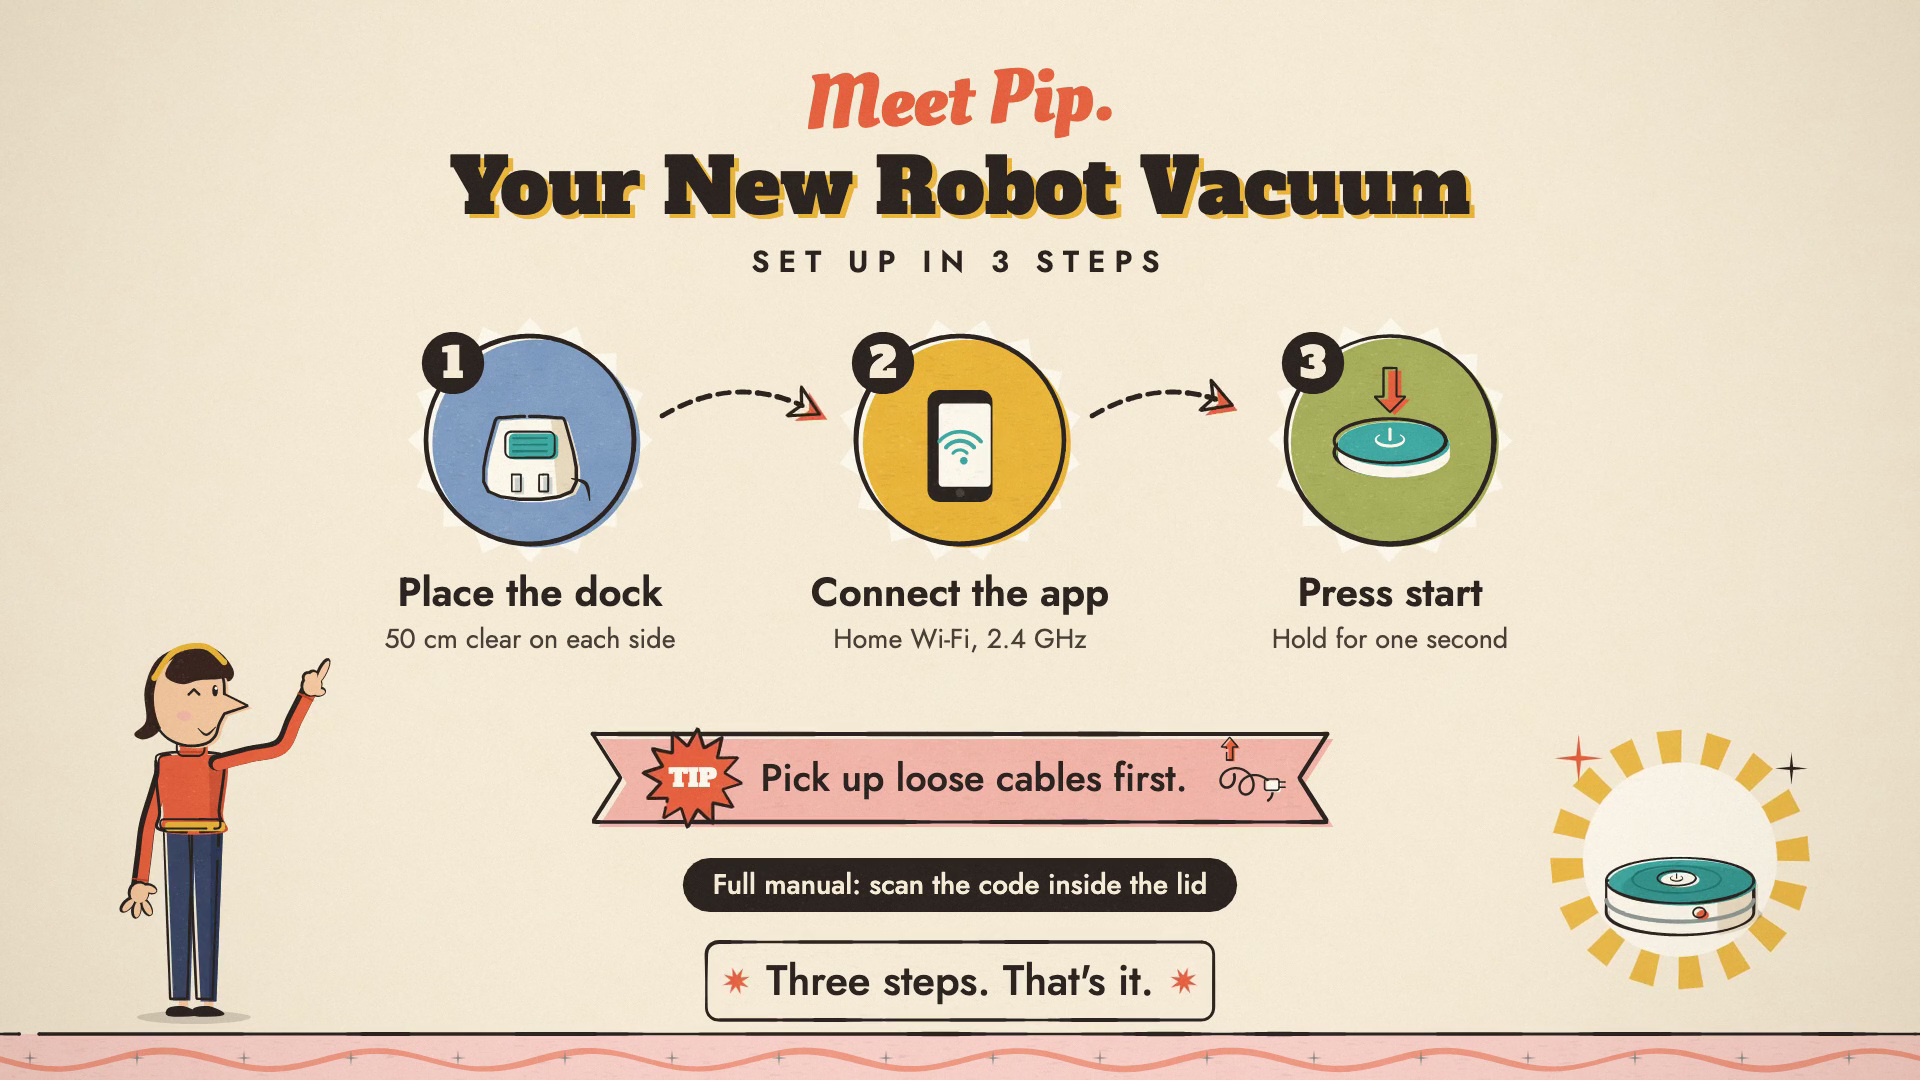 Meet Pip.
Your New Robot Vacuum
SET UP IN 3 STEPS
1
2
3
Place the dock
50 cm clear on each side
Connect the app
Home Wi-Fi, 2.4 GHz
Press start
Hold for one second
TIP
Pick up loose cables first.
Full manual: scan the code inside the lid
Three steps. That's it.